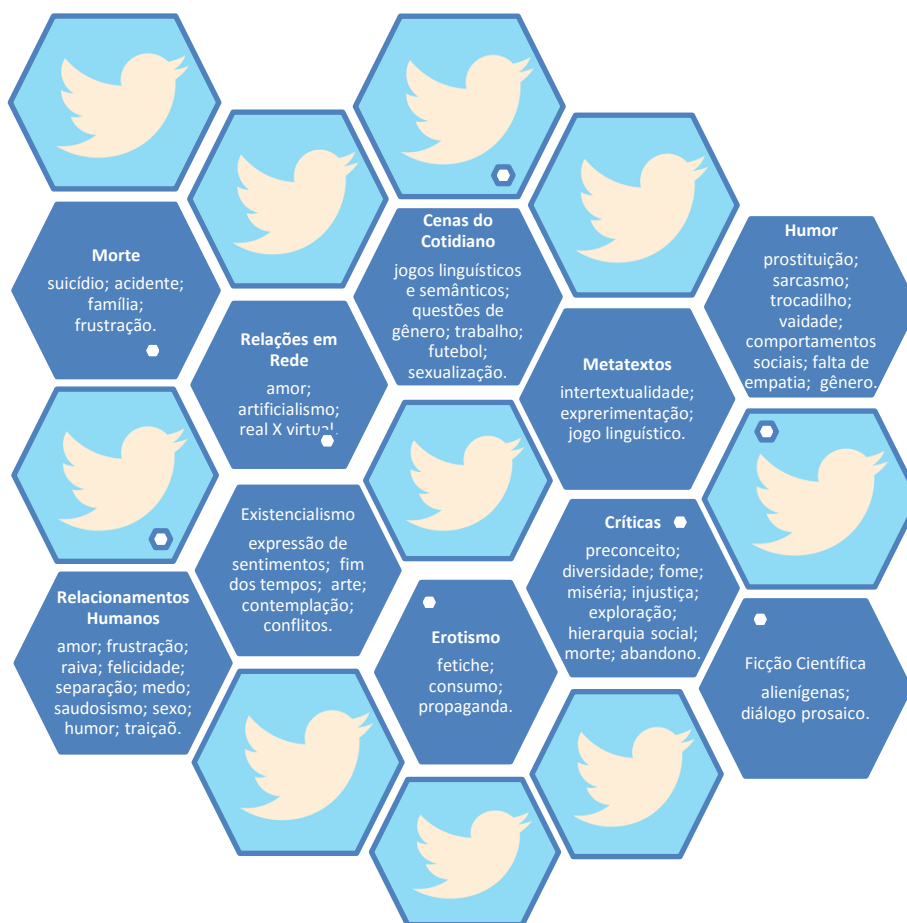 Morte
suicídio; acidente;
família;
frustração.
Relações em
Rede
amor;
artificialismo;
real X virtual.
Cenas do
Cotidiano
jogos linguísticos
e semânticos;
questões de
gênero; trabalho;
futebol;
sexualização.
Metatextos
intertextualidade;
exprerimentação;
jogo linguístico.
Humor
prostituição;
sarcasmo;
trocadilho;
vaidade;
comportamentos
sociais; falta de
empatia; gênero.
Relacionamentos
Humanos
amor; frustração;
raiva; felicidade;
separação; medo;
saudosismo; sexo;
humor; traiçaõ.
Existencialismo
expressão de
sentimentos; fim
dos tempos; arte;
contemplação;
conflitos.
Erotismo
fetiche;
consumo;
propaganda.
Críticas
preconceito;
diversidade; fome;
miséria; injustiça;
exploração;
hierarquia social;
morte; abandono.
Ficção Científica
alienígenas;
diálogo prosaico.